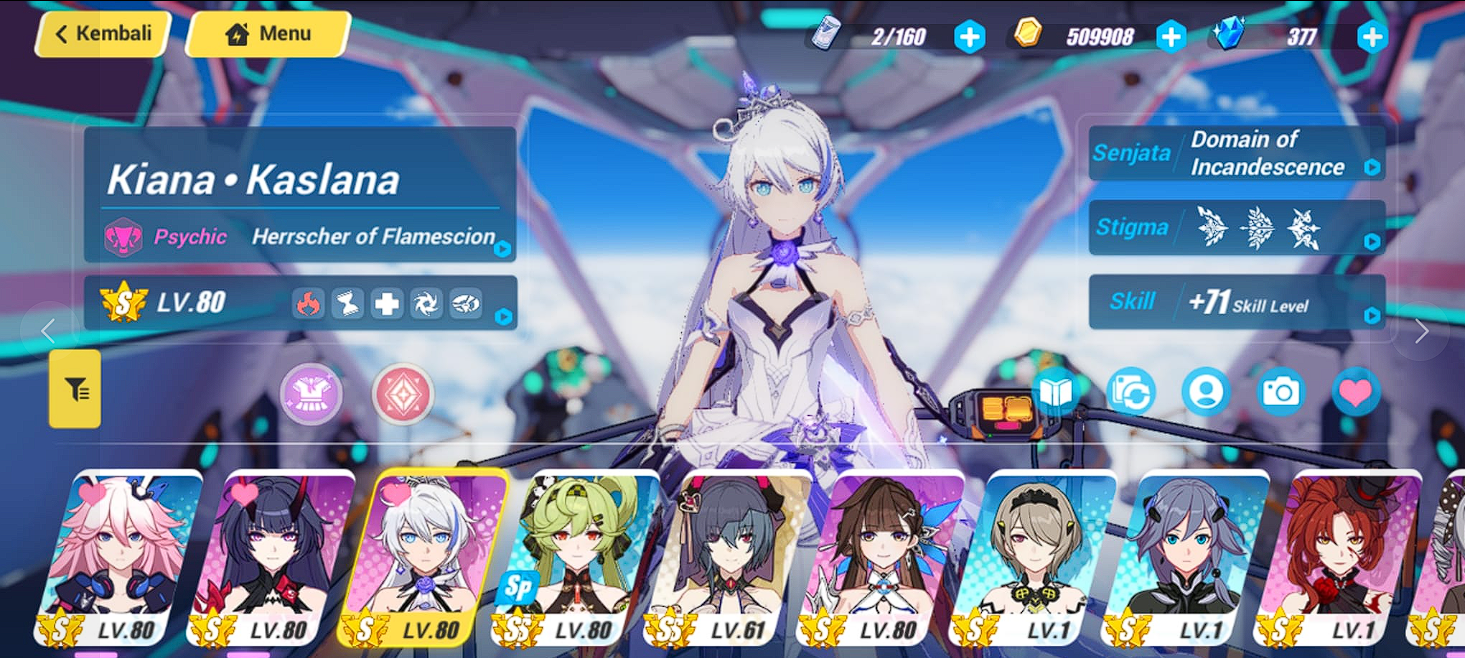 Kembali
Menu
2/160
509908
377
Kiana • Kaslana
Psychic
Herrscher of Flamescion
S
LV.80
Senjata
Domain of
Incandescence
Stigma
Skill
+71 Skill Level
Sp
S LV.80
S LV.80
S LV.80
SS LV.80
SS LV.61
S LV.80
S LV.1
S LV.1
S LV.1
S